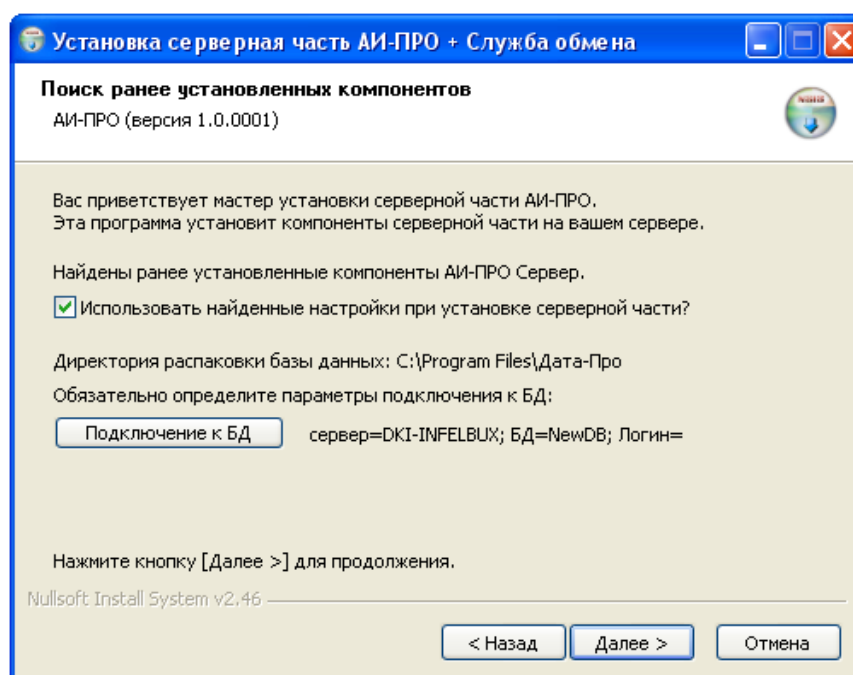 Установка серверная часть АИ-ПРО + Служба обмена
Поиск ранее установленных компонентов
АИ-ПРО (версия 1.0.0001)
Вас приветствует мастер установки серверной части АИ-ПРО.
Эта программа установит компоненты серверной части на вашем сервере.
Найдены ранее установленные компоненты АИ-ПРО Сервер.
Использовать найденные настройки при установке серверной части?
Директория распаковки базы данных: C:\Program Files\Дата-Про
Обязательно определите параметры подключения к БД:
Подключение к БД сервер=DKI-INFELBUX; БД=NewDB; Логин=
Нажмите кнопку [Далее >] для продолжения.
Nullsoft Install System v2.46
< Назад Далее > Отмена